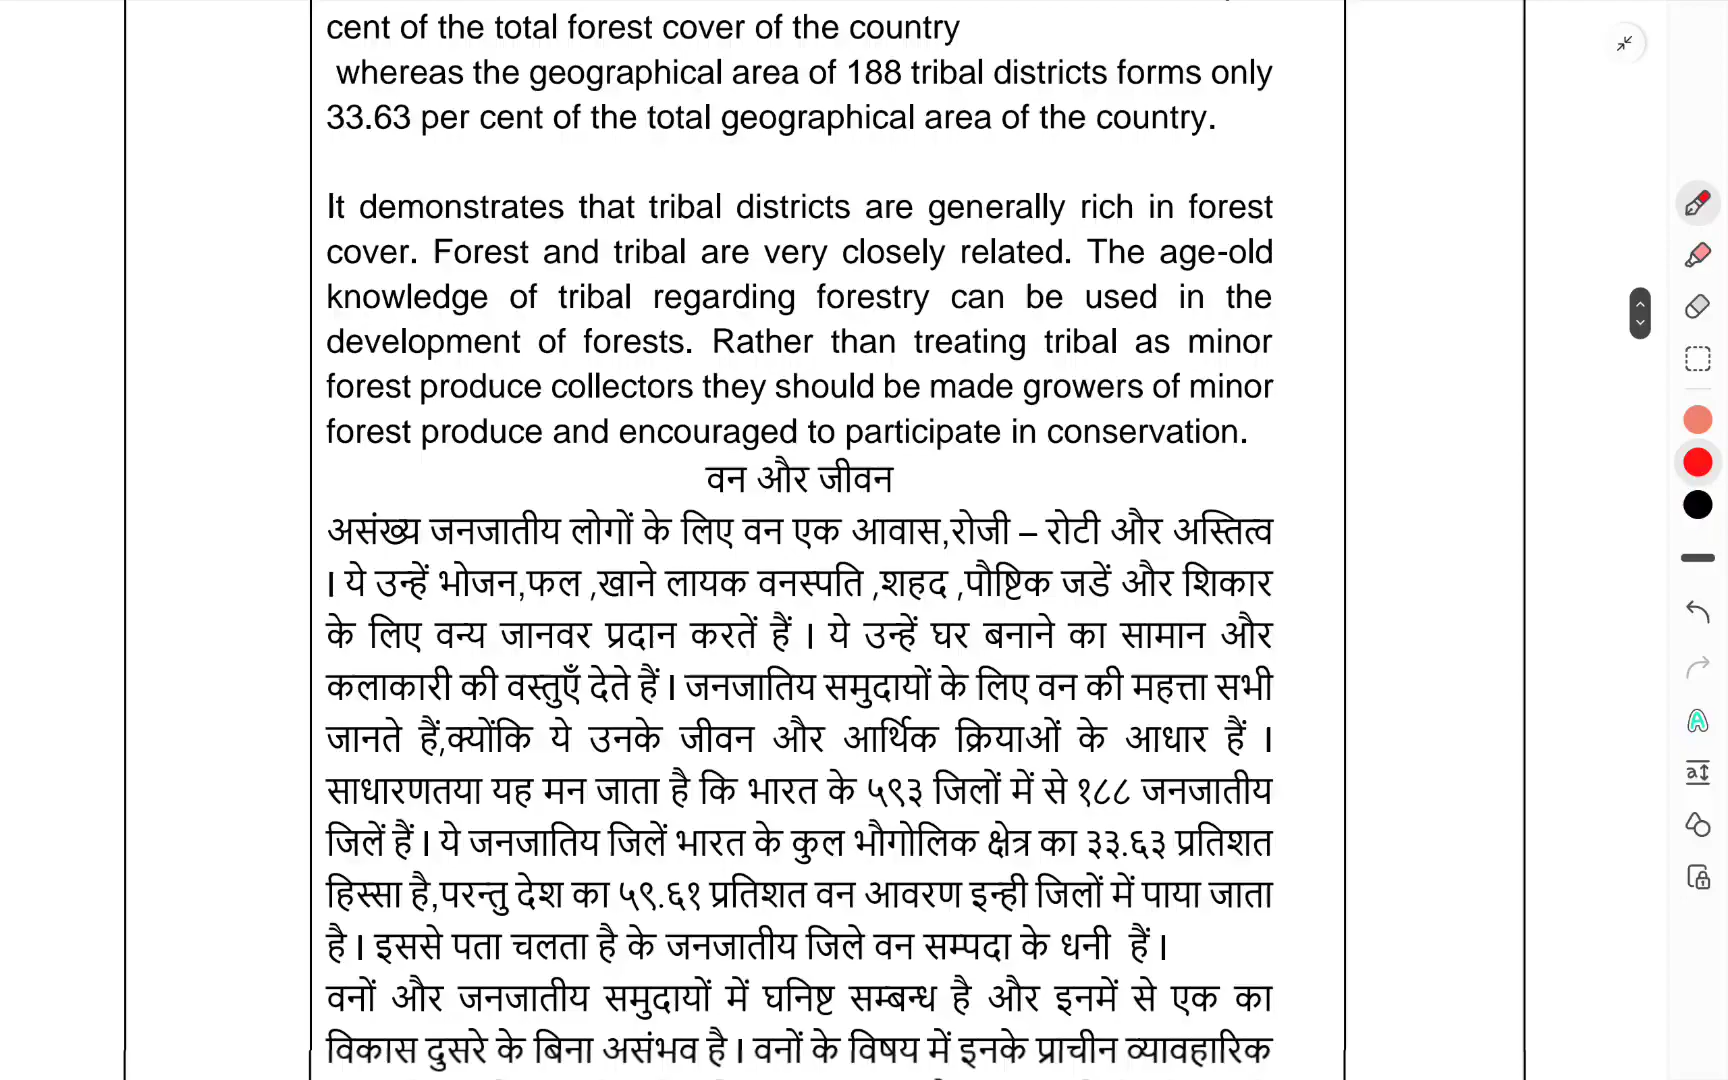 cent of the total forest cover of the country
whereas the geographical area of 188 tribal districts forms only
33.63 per cent of the total geographical area of the country.
It demonstrates that tribal districts are generally rich in forest
cover. Forest and tribal are very closely related. The age-old
knowledge of tribal regarding forestry can be used in the
development of forests. Rather than treating tribal as minor
forest produce collectors they should be made growers of minor
forest produce and encouraged to participate in conservation.
वन और जीवन
असंख्य जनजातीय लोगों के लिए वन एक आवास,रोजी – रोटी और अस्तित्व
। ये उन्हें भोजन,फल ,खाने लायक वनस्पति ,शहद ,पौष्टिक जडें और शिकार
के लिए वन्य जानवर प्रदान करतें हैं । ये उन्हें घर बनाने का सामान और
कलाकारी की वस्तुएँ देते हैं । जनजातिय समुदायों के लिए वन की महत्ता सभी
जानते हैं,क्योंकि ये उनके जीवन और आर्थिक क्रियाओं के आधार हैं ।
साधारणतया यह मन जाता है कि भारत के ५९३ जिलों में से १८८ जनजातीय
जिलें हैं । ये जनजातिय जिलें भारत के कुल भौगोलिक क्षेत्र का ३३.६३ प्रतिशत
हिस्सा है,परन्तु देश का ५९.६१ प्रतिशत वन आवरण इन्ही जिलों में पाया जाता
है । इससे पता चलता है के जनजातीय जिले वन सम्पदा के धनी हैं ।
वनों और जनजातीय समुदायों में घनिष्ट सम्बन्ध है और इनमें से एक का
विकास दुसरे के बिना असंभव है । वनों के विषय में इनके प्राचीन व्यावहारिक